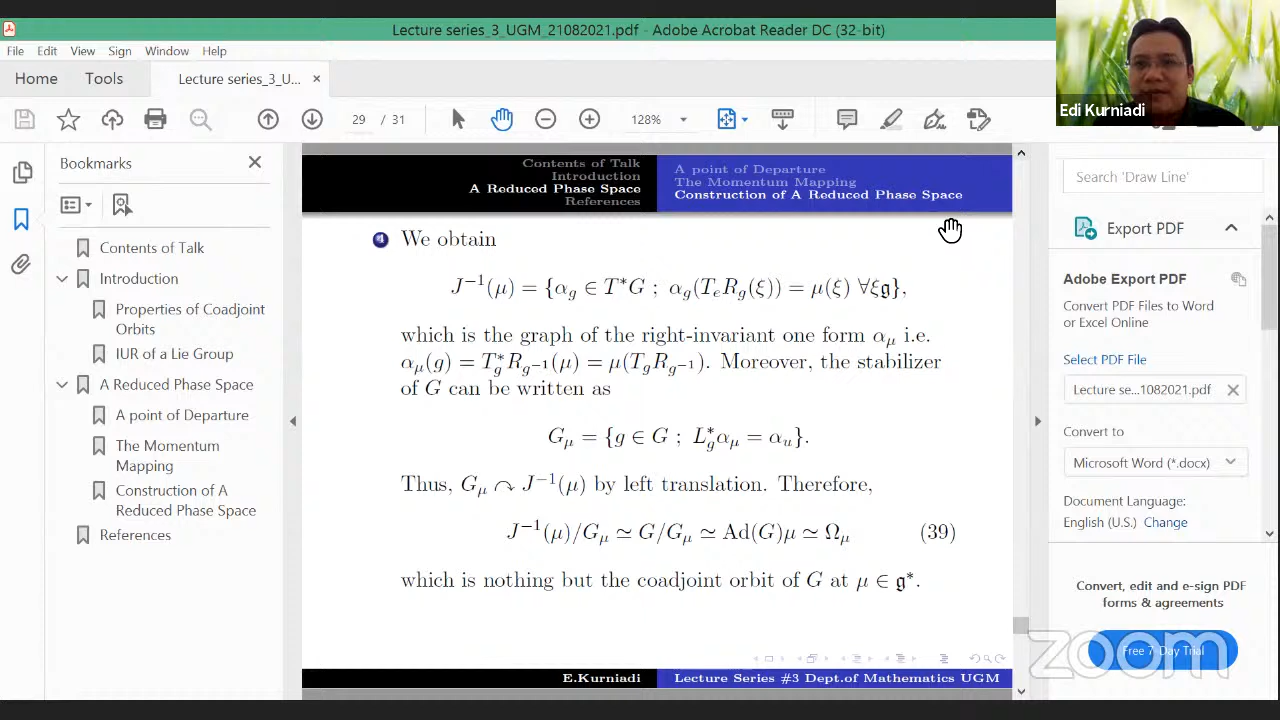 Lecture series_3_UGM_21082021.pdf - Adobe Acrobat Reader DC (32-bit)
File Edit View Sign Window Help
Home Tools Lecture series_3_U... ×
29 / 31 128%
Edi Kurniadi
Bookmarks
Contents of Talk
Introduction
Properties of Coadjoint
Orbits
IUR of a Lie Group
A Reduced Phase Space
A point of Departure
The Momentum
Mapping
Construction of A
Reduced Phase Space
References
Contents of Talk
Introduction
A Reduced Phase Space
References
A point of Departure
The Momentum Mapping
Construction of A Reduced Phase Space
4 We obtain
J⁻¹(μ) = {α_g ∈ T*G ; α_g(T_eR_g(ξ)) = μ(ξ) ∀ξ𝔤},
which is the graph of the right-invariant one form α_μ i.e.
α_μ(g) = T*_gR_{g⁻¹}(μ) = μ(T_gR_{g⁻¹}). Moreover, the stabilizer
of G can be written as
G_μ = {g ∈ G ; L*_gα_μ = α_u}.
Thus, G_μ ↷ J⁻¹(μ) by left translation. Therefore,
J⁻¹(μ)/G_μ ≃ G/G_μ ≃ Ad(G)μ ≃ Ω_μ (39)
which is nothing but the coadjoint orbit of G at μ ∈ 𝔤*.
E.Kurniadi
Lecture Series #3 Dept.of Mathematics UGM
Search 'Draw Line'
Export PDF
Adobe Export PDF
Convert PDF Files to Word
or Excel Online
Select PDF File
Lecture se...1082021.pdf ×
Convert to
Microsoft Word (*.docx)
Document Language:
English (U.S.) Change
Convert, edit and e-sign PDF
forms & agreements
Free 7-Day Trial
zoom